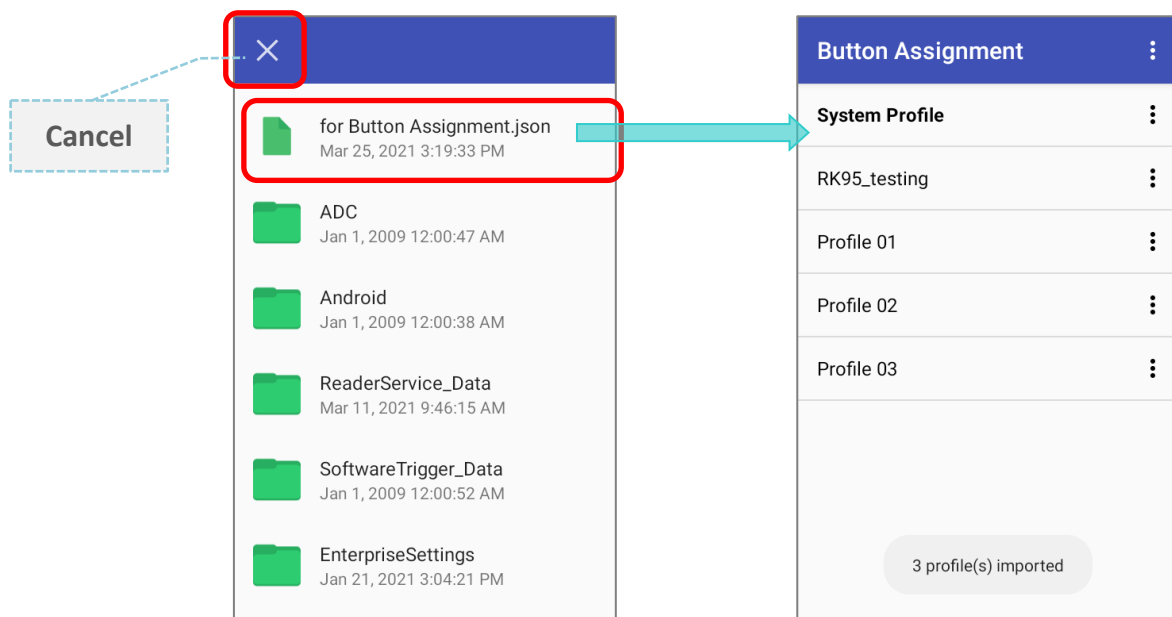 Cancel
for Button Assignment.json
Mar 25, 2021 3:19:33 PM
ADC
Jan 1, 2009 12:00:47 AM
Android
Jan 1, 2009 12:00:38 AM
ReaderService_Data
Mar 11, 2021 9:46:15 AM
SoftwareTrigger_Data
Jan 1, 2009 12:00:52 AM
EnterpriseSettings
Jan 21, 2021 3:04:21 PM
Button Assignment
System Profile
RK95_testing
Profile 01
Profile 02
Profile 03
3 profile(s) imported